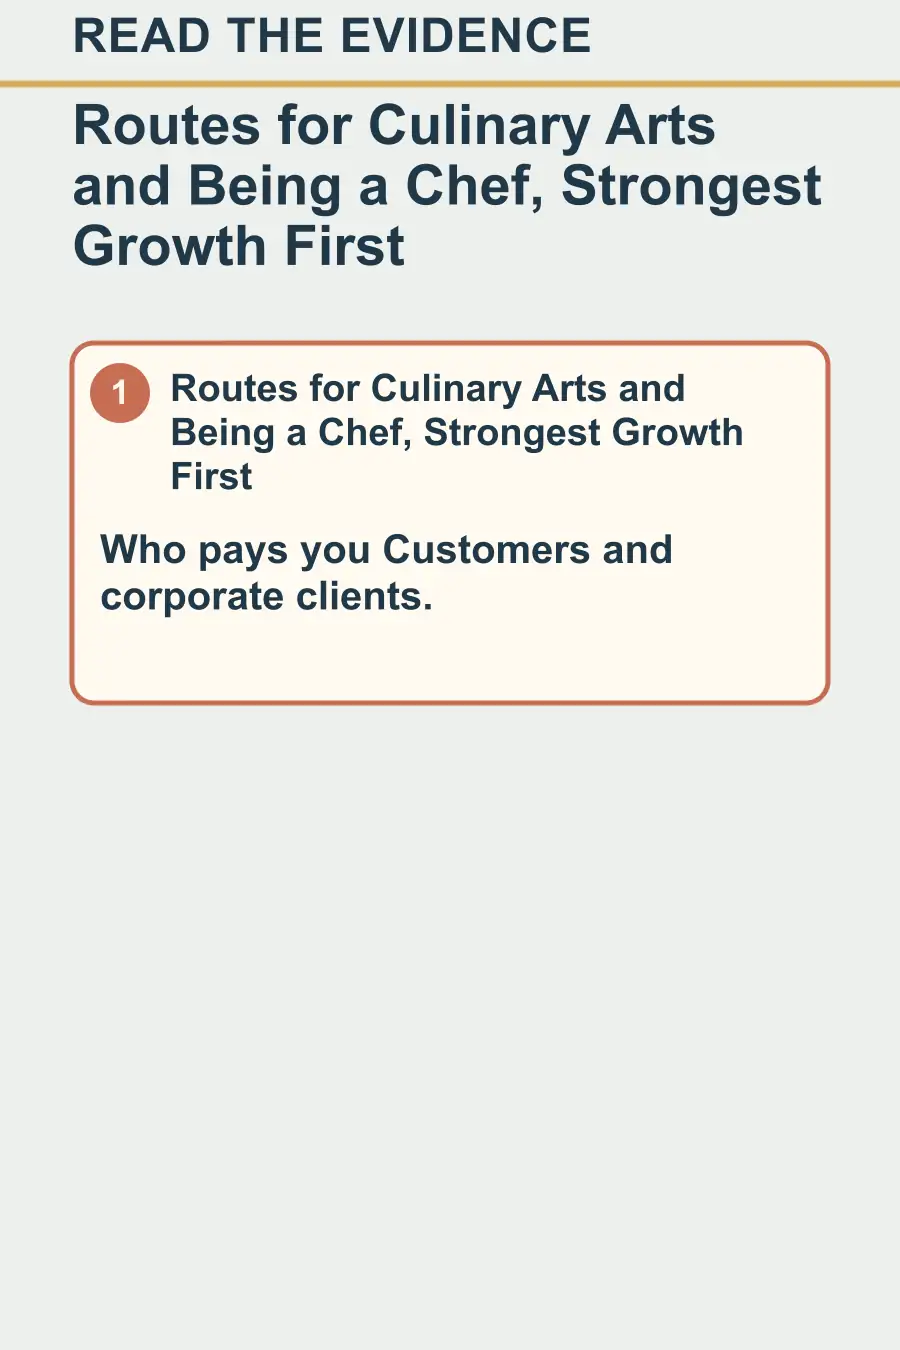 READ THE EVIDENCE
Routes for Culinary Arts
and Being a Chef, Strongest
Growth First
1
Routes for Culinary Arts and
Being a Chef, Strongest Growth
First
Who pays you Customers and
corporate clients.